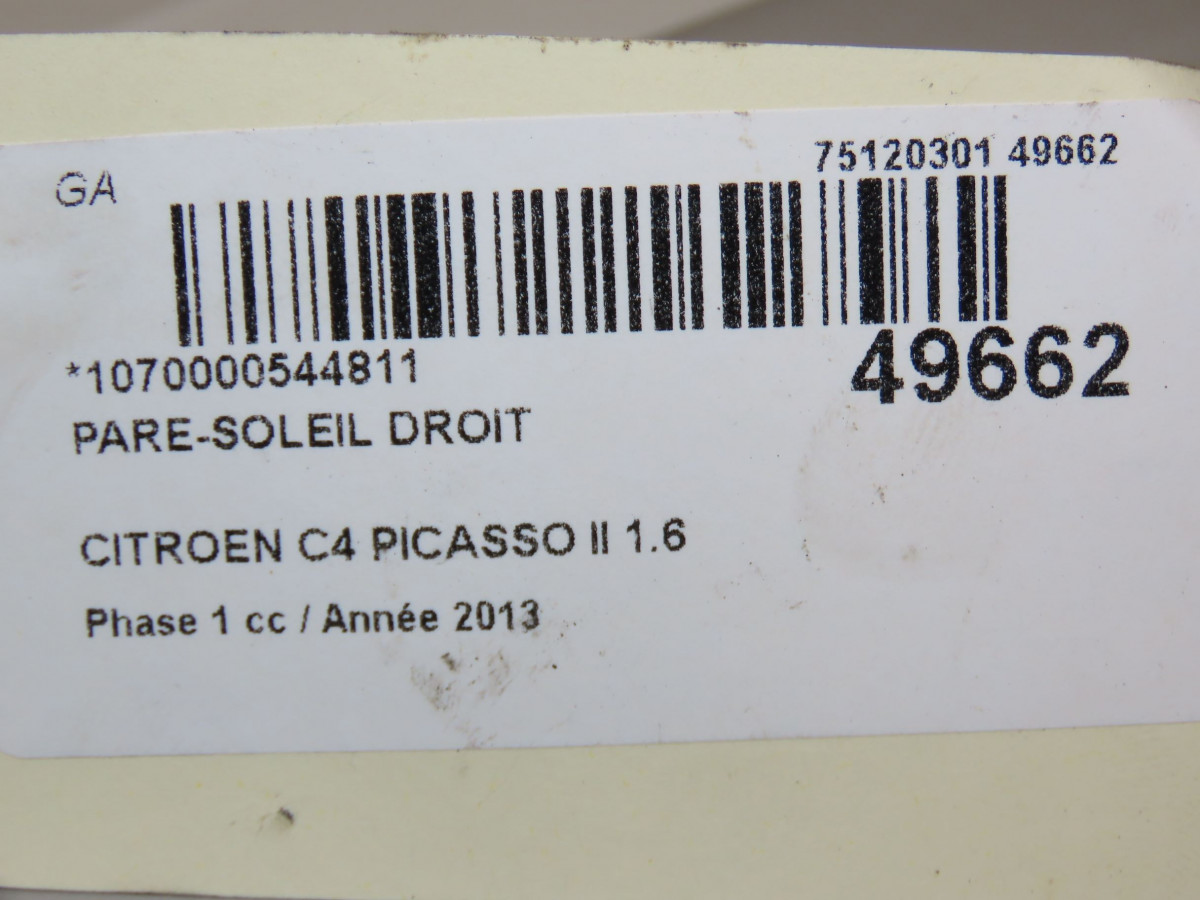 GA
75120301 49662
*1070000544811
49662
PARE-SOLEIL DROIT
CITROEN C4 PICASSO II 1.6
Phase 1 cc / Année 2013